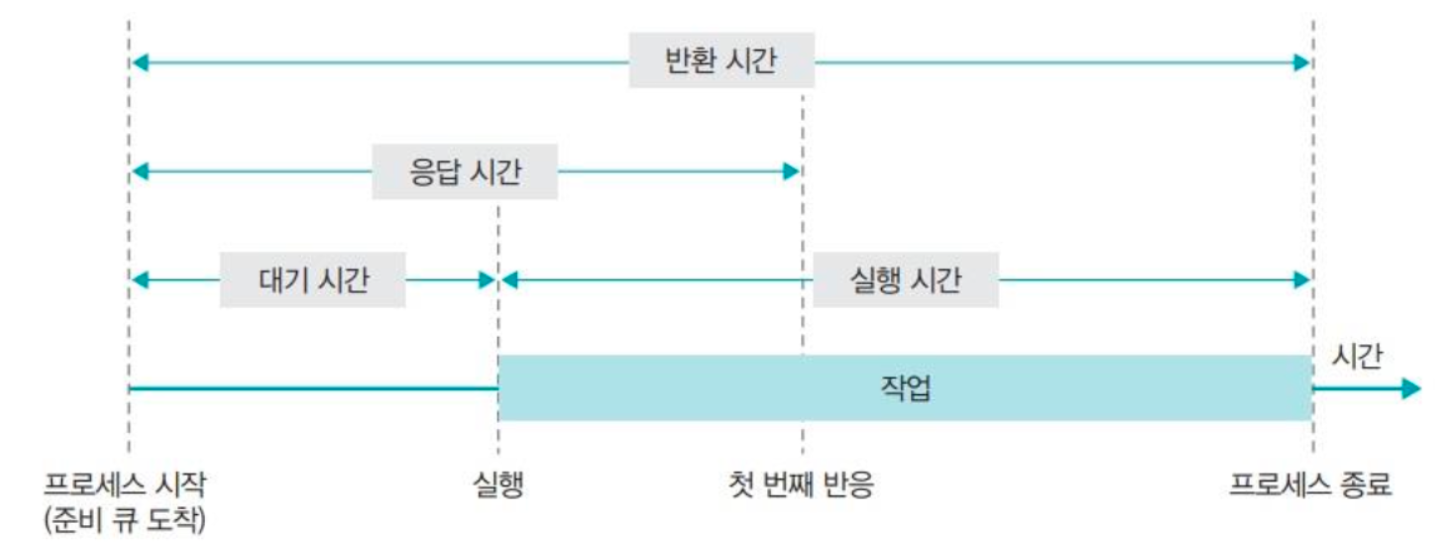 반환 시간
응답 시간
대기 시간
실행 시간
시간
작업
프로세스 시작
(준비 큐 도착)
실행
첫 번째 반응
프로세스 종료